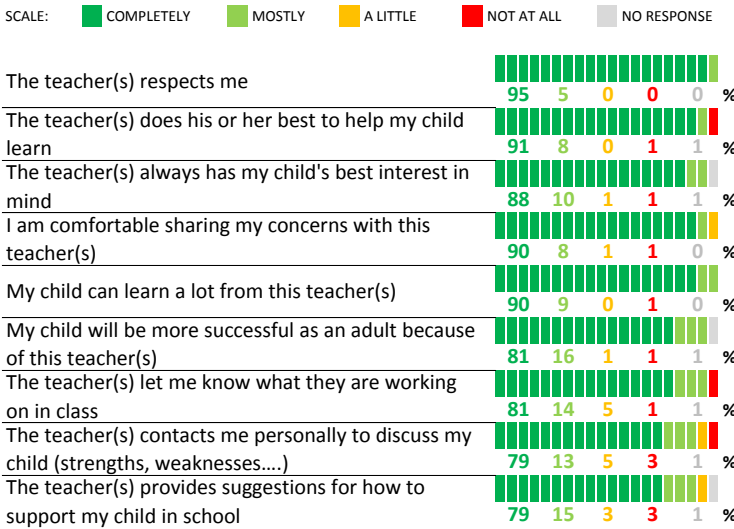 SCALE: COMPLETELY MOSTLY A LITTLE NOT AT ALL NO RESPONSE
The teacher(s) respects me
95 5 0 0 0 %
The teacher(s) does his or her best to help my child
learn
91 8 0 1 1 %
The teacher(s) always has my child's best interest in
mind
88 10 1 1 1 %
I am comfortable sharing my concerns with this
teacher(s)
90 8 1 1 0 %
My child can learn a lot from this teacher(s)
90 9 0 1 0 %
My child will be more successful as an adult because
of this teacher(s)
81 16 1 1 1 %
The teacher(s) let me know what they are working
on in class
81 14 5 1 1 %
The teacher(s) contacts me personally to discuss my
child (strengths, weaknesses....)
79 13 5 3 1 %
The teacher(s) provides suggestions for how to
support my child in school
79 15 3 3 1 %